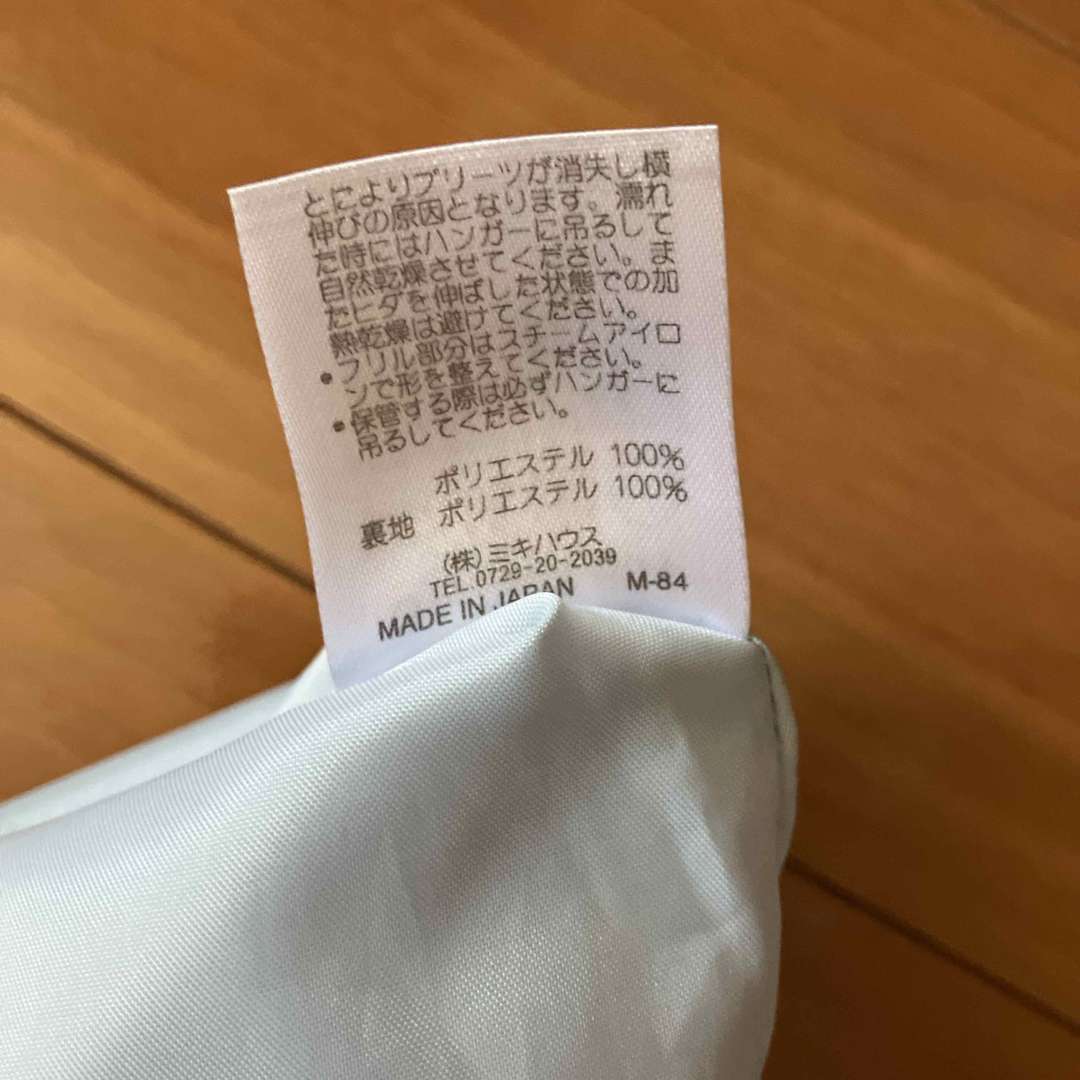 とによりプリーツが消失し横
伸びの原因となります。濡れ
た時にはハンガーに吊るして
自然乾燥させてください。ま
たヒダを伸ばした状態での加
熱乾燥は避けてください。
・フリル部分はスチームアイロ
ンで形を整えてください。
・保管する際は必ずハンガーに
吊るしてください。
ポリエステル 100%
裏地 ポリエステル 100%
(株)ミキハウス
TEL.0729-20-2039
MADE IN JAPAN M-84